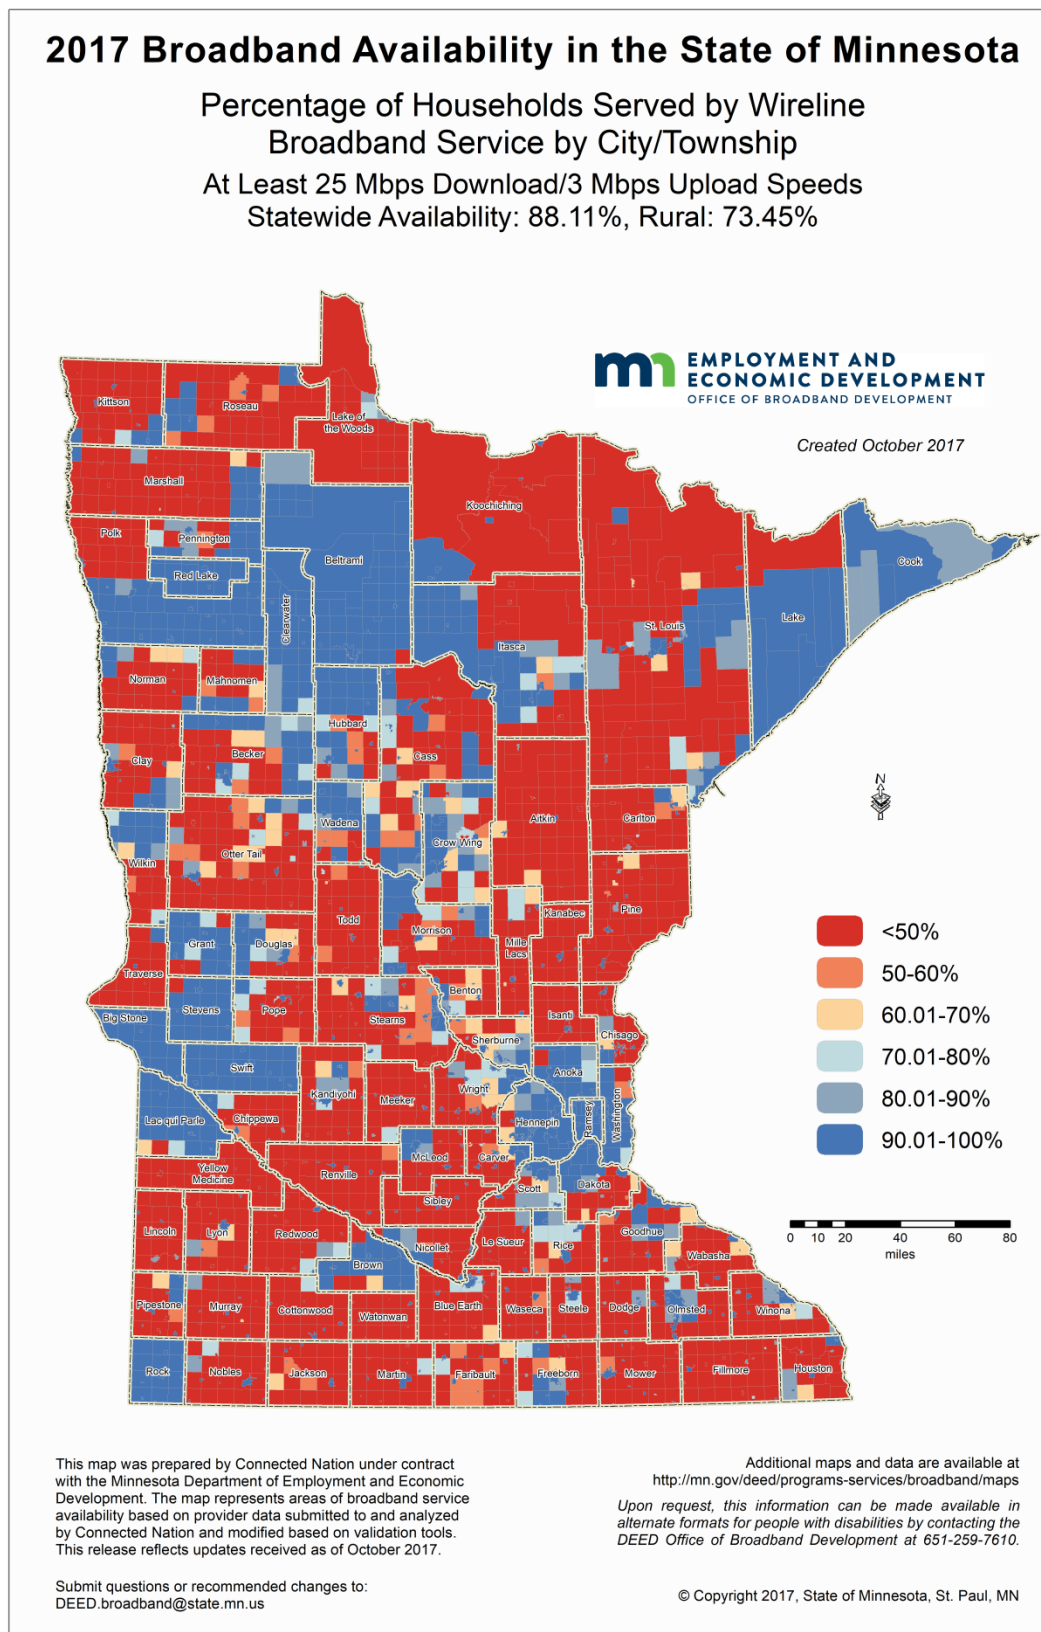 2017 Broadband Availability in the State of Minnesota
Percentage of Households Served by Wireline
Broadband Service by City/Township
At Least 25 Mbps Download/3 Mbps Upload Speeds
Statewide Availability: 88.11%, Rural: 73.45%
mn EMPLOYMENT AND
ECONOMIC DEVELOPMENT
OFFICE OF BROADBAND DEVELOPMENT
Created October 2017
Kittson
Roseau
Lake of
the Woods
Marshall
Koochiching
Polk
Pennington
Beltrami
Cook
Red Lake
Clearwater
Lake
St. Louis
Itasca
Norman
Mahnomen
Hubbard
Clay
Becker
Cass
N
Wadena
Aitkin
Carlton
Crow Wing
Wilkin
Otter Tail
Pine
Kanabec
Todd
Morrison
Mille
Lacs
Grant
Douglas
Traverse
Benton
Big Stone
Stevens
Pope
Stearns
Isanti
Sherburne
Chisago
Swift
Anoka
Kandiyohi
Meeker
Wright
Lac qui Parle
Chippewa
Hennepin
Ramsey
Washington
McLeod
Carver
Yellow
Medicine
Renville
Scott
Dakota
Sibley
Lincoln
Lyon
Redwood
Nicollet
Le Sueur
Rice
Goodhue
Brown
Wabasha
Pipestone
Murray
Cottonwood
Watonwan
Blue Earth
Waseca
Steele
Dodge
Olmsted
Winona
Rock
Nobles
Jackson
Martin
Faribault
Freeborn
Mower
Fillmore
Houston
<50%
50-60%
60.01-70%
70.01-80%
80.01-90%
90.01-100%
0 10 20 40 60 80
miles
This map was prepared by Connected Nation under contract
with the Minnesota Department of Employment and Economic
Development. The map represents areas of broadband service
availability based on provider data submitted to and analyzed
by Connected Nation and modified based on validation tools.
This release reflects updates received as of October 2017.
Submit questions or recommended changes to:
DEED.broadband@state.mn.us
Additional maps and data are available at
http://mn.gov/deed/programs-services/broadband/maps
Upon request, this information can be made available in
alternate formats for people with disabilities by contacting the
DEED Office of Broadband Development at 651-259-7610.
© Copyright 2017, State of Minnesota, St. Paul, MN